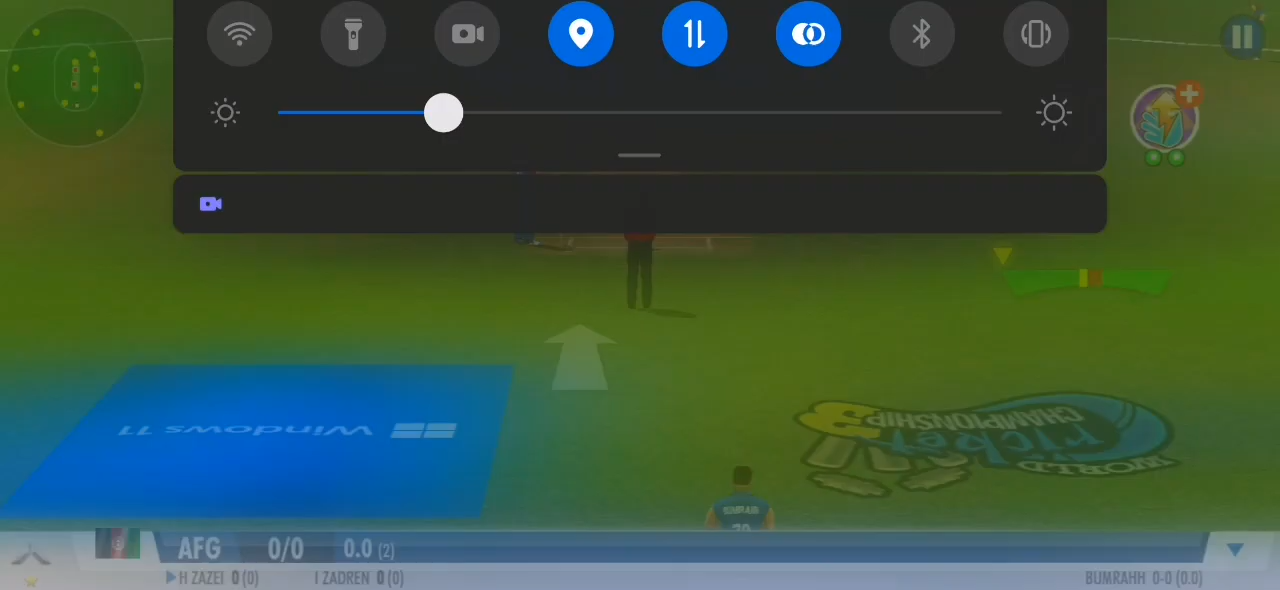 Windows 11
WORLD
Cricket
CHAMPIONSHIP
3
AFG 0/0 0.0 (2)
H ZAZEI 0 (0) I ZADREN 0 (0) BUMRAHH 0-0 (0.0)